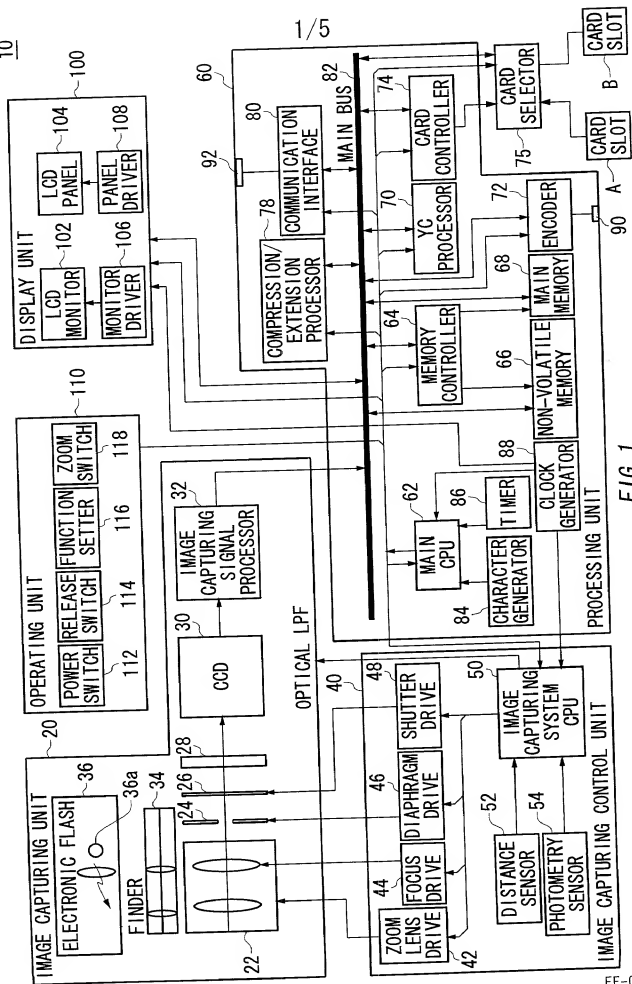 10
1/5
IMAGE CAPTURING UNIT
20
ELECTRONIC FLASH
36
36a
FINDER
34
22
24
26
28
CCD
30
IMAGE
CAPTURING
SIGNAL
PROCESSOR
32
OPTICAL LPF
OPERATING UNIT
110
POWER
SWITCH
112
RELEASE
SWITCH
114
FUNCTION
SETTER
116
ZOOM
SWITCH
118
DISPLAY UNIT
100
LCD
MONITOR
102
LCD
PANEL
104
MONITOR
DRIVER
106
PANEL
DRIVER
108
40
ZOOM
LENS
DRIVE
42
FOCUS
DRIVE
44
DIAPHRAGM
DRIVE
46
SHUTTER
DRIVE
48
IMAGE
CAPTURING
SYSTEM
CPU
50
DISTANCE
SENSOR
52
PHOTOMETRY
SENSOR
54
IMAGE CAPTURING CONTROL UNIT
60
COMPRESSION/
EXTENSION
PROCESSOR
78
COMMUNICATION
INTERFACE
80
92
MAIN BUS
82
MAIN
CPU
62
CHARACTER
GENERATOR
84
TIMER
86
CLOCK
GENERATOR
88
MEMORY
CONTROLLER
64
NON-VOLATILE
MEMORY
66
MAIN
MEMORY
68
YC
PROCESSOR
70
ENCODER
72
90
CARD
CONTROLLER
74
CARD
SELECTOR
75
CARD
SLOT
A
CARD
SLOT
B
PROCESSING UNIT
FIG. 1